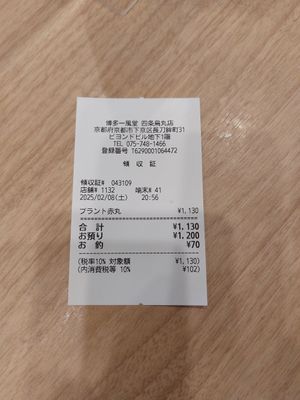 博多一風堂 四条烏丸店
京都府京都市下京区長刀鉾町31
ビヨンドビル地下1階
TEL 075-748-1466
登録番号 T6290001064472
領 収 証
領収証# 043109
店舗# 1132 端末# 41
2025/02/08(土) 20:56
プラント赤丸 ¥1,130
合 計 ¥1,130
お預り ¥1,200
お 釣 ¥70
(税率10% 対象額 ¥1,130)
(内消費税等 10% ¥102)